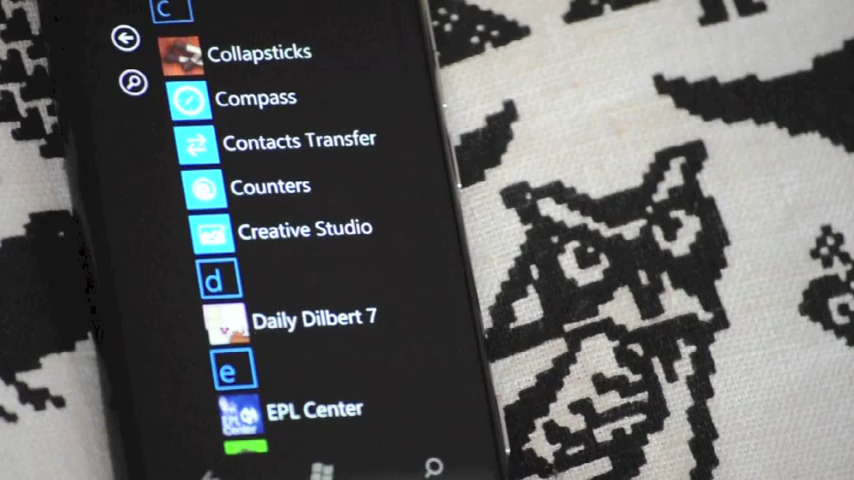 c
Collapsticks
Compass
Contacts Transfer
Counters
Creative Studio
d
Daily Dilbert 7
e
EPL Center